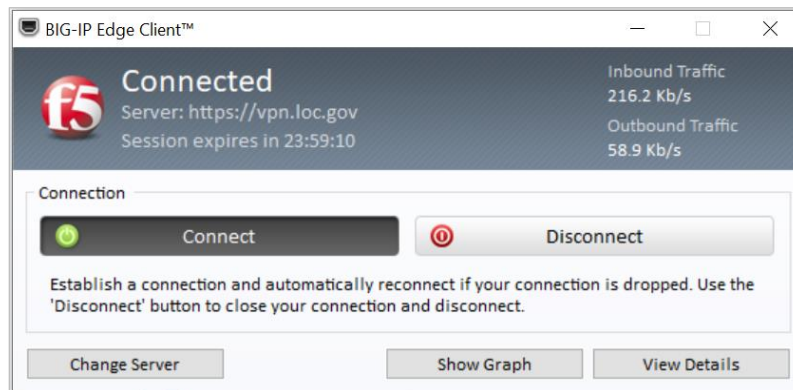 BIG-IP Edge Client™
f5
Connected
Server: https://vpn.loc.gov
Session expires in 23:59:10
Inbound Traffic
216.2 Kb/s
Outbound Traffic
58.9 Kb/s
Connection
Connect
Disconnect
Establish a connection and automatically reconnect if your connection is dropped. Use the
'Disconnect' button to close your connection and disconnect.
Change Server
Show Graph
View Details